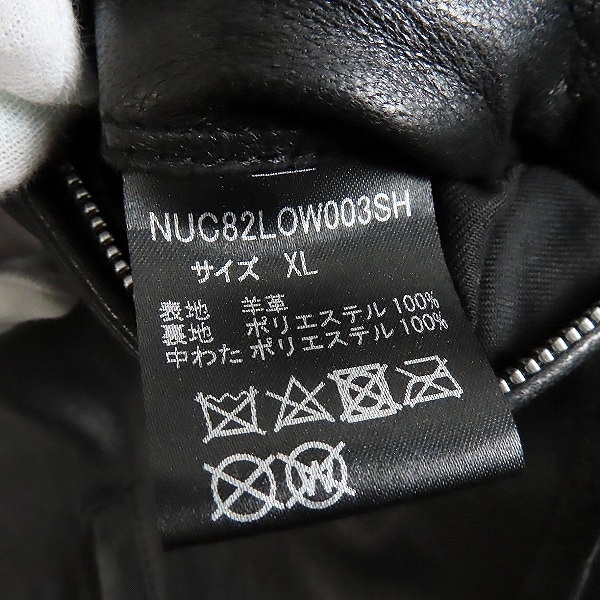 NUC82LOW003SH
サイズ XL
表地 羊革
裏地 ポリエステル 100%
中わた ポリエステル 100%
W